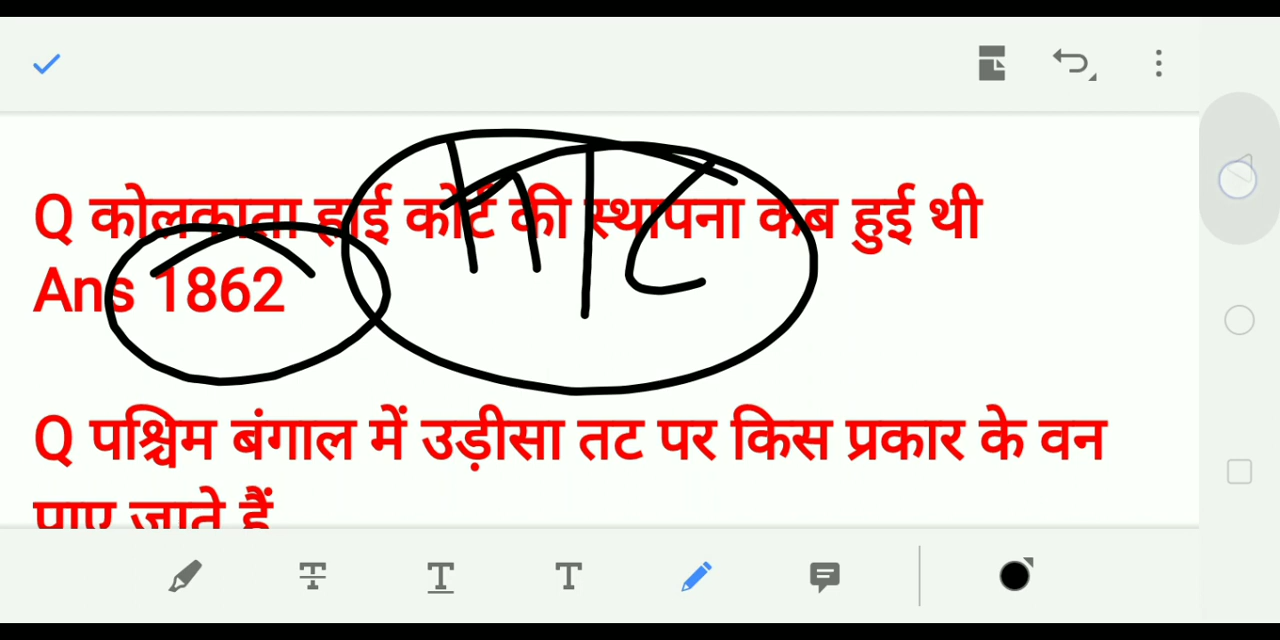 Q कोलकाता हाई कोर्ट की स्थापना कब हुई थी
Ans 1862
HC
Q पश्चिम बंगाल में उड़ीसा तट पर किस प्रकार के वन
पाए जाते हैं